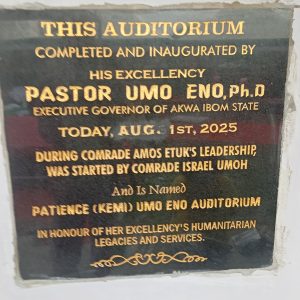 THIS AUDITORIUM
COMPLETED AND INAUGURATED BY
HIS EXCELLENCY
PASTOR UMO ENO, Ph.D
EXECUTIVE GOVERNOR OF AKWA IBOM STATE
TODAY, AUG. 1ST, 2025
DURING COMRADE AMOS ETUK'S LEADERSHIP,
WAS STARTED BY COMRADE ISRAEL UMOH
And Is Named
PATIENCE (KEMI) UMO ENO AUDITORIUM
IN HONOUR OF HER EXCELLENCY'S HUMANITARIAN
LEGACIES AND SERVICES.